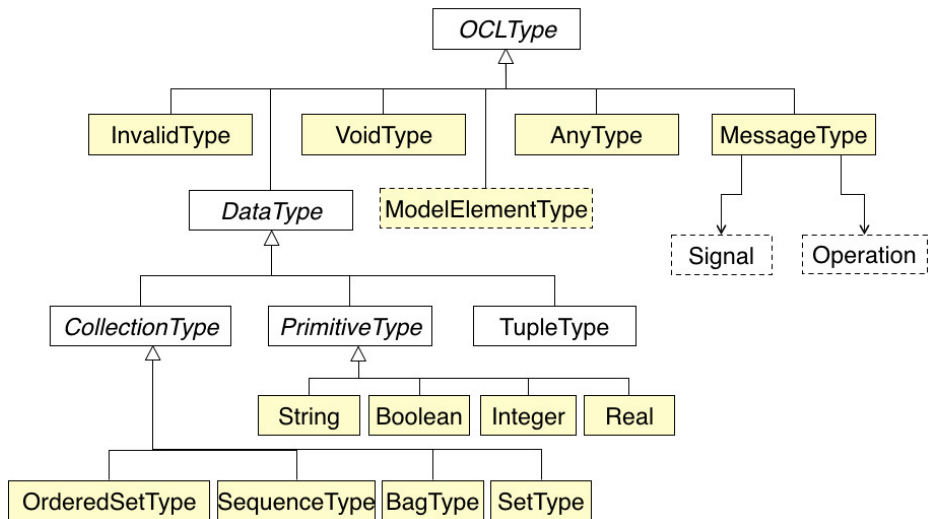 OCLType
InvalidType
VoidType
AnyType
MessageType
DataType
ModelElementType
Signal
Operation
CollectionType
PrimitiveType
TupleType
String
Boolean
Integer
Real
OrderedSetType
SequenceType
BagType
SetType